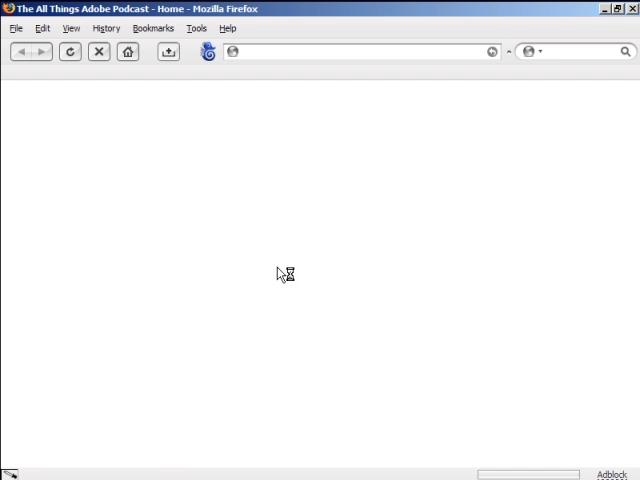 The All Things Adobe Podcast - Home - Mozilla Firefox
File Edit View History Bookmarks Tools Help
Adblock